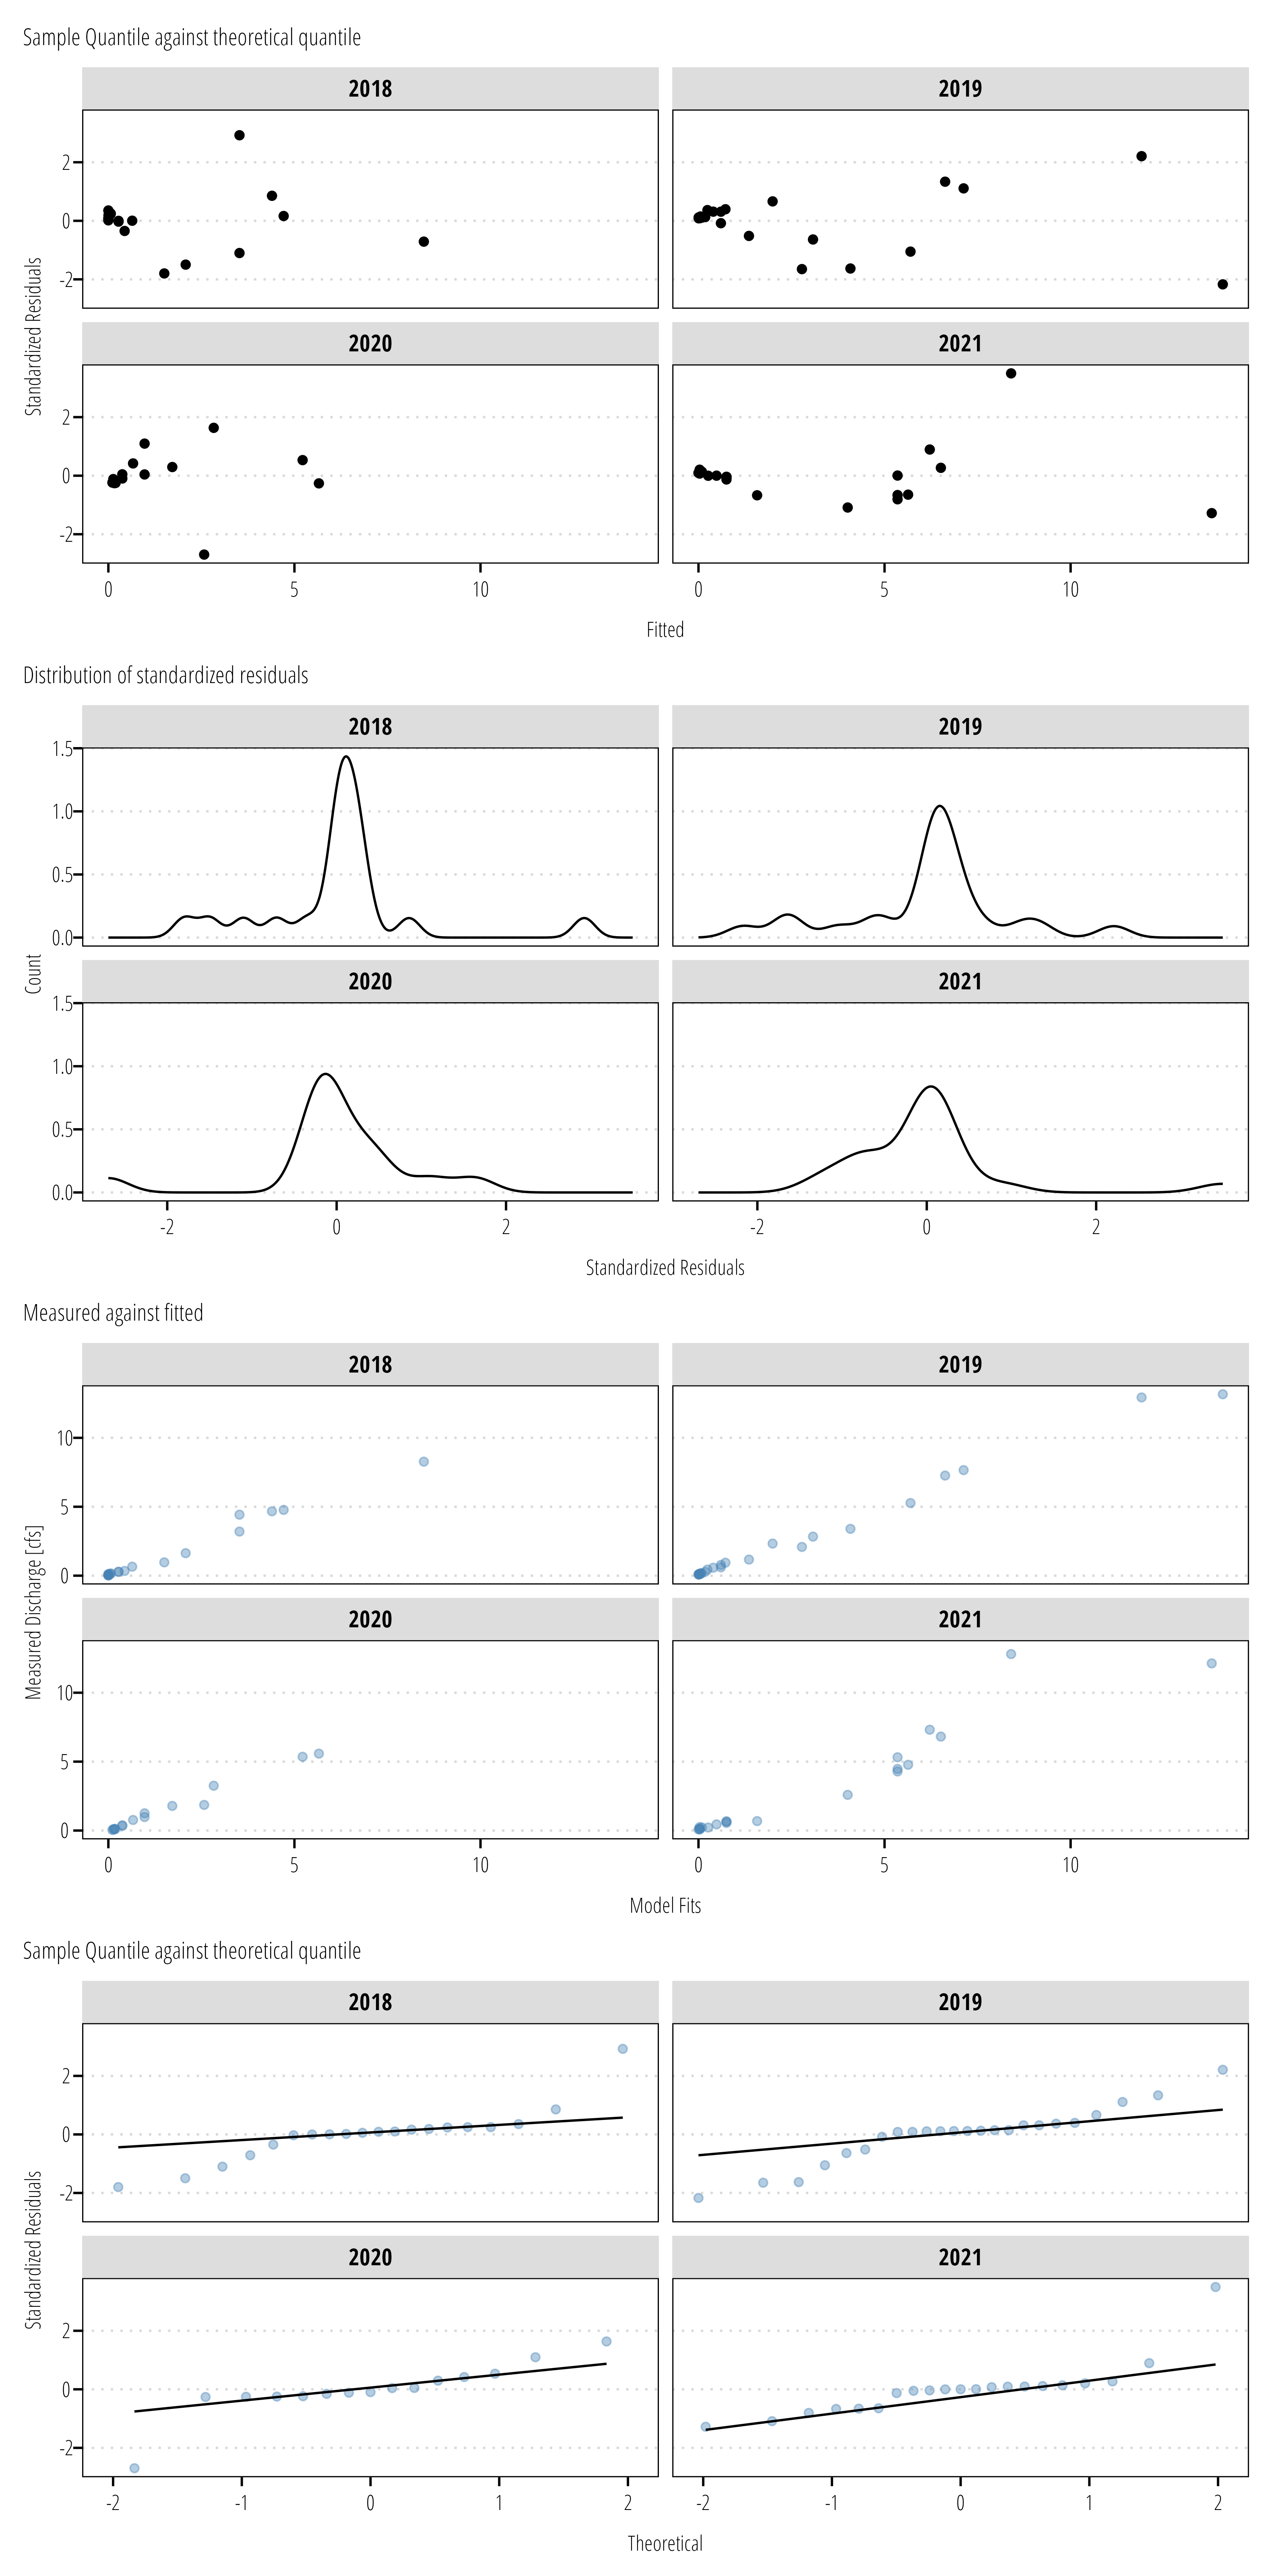 Sample Quantile against theoretical quantile
2018 2019
2
0
-2
Standardized Residuals
2020 2021
2
0
-2
0 5 10 0 5 10
Fitted
Distribution of standardized residuals
2018 2019
1.5
1.0
0.5
0.0
Count
2020 2021
1.5
1.0
0.5
0.0
-2 0 2 -2 0 2
Standardized Residuals
Measured against fitted
2018 2019
10
5
0
Measured Discharge [cfs]
2020 2021
10
5
0
0 5 10 0 5 10
Model Fits
Sample Quantile against theoretical quantile
2018 2019
2
0
-2
Standardized Residuals
2020 2021
2
0
-2
-2 -1 0 1 2 -2 -1 0 1 2
Theoretical